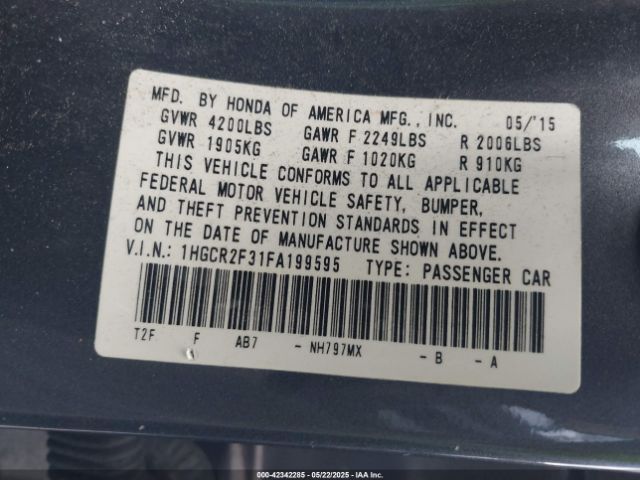 MFD. BY HONDA OF AMERICA MFG., INC. 05/'15
GVWR 4200LBS GAWR F 2249LBS R 2006LBS
GVWR 1905KG GAWR F 1020KG R 910KG
THIS VEHICLE CONFORMS TO ALL APPLICABLE
FEDERAL MOTOR VEHICLE SAFETY, BUMPER,
AND THEFT PREVENTION STANDARDS IN EFFECT
ON THE DATE OF MANUFACTURE SHOWN ABOVE.
V.I.N.: 1HGCR2F31FA199595 TYPE: PASSENGER CAR
T2F F AB7 - NH797MX - B - A
000-42342285 - 05/22/2025 - IAA Inc.